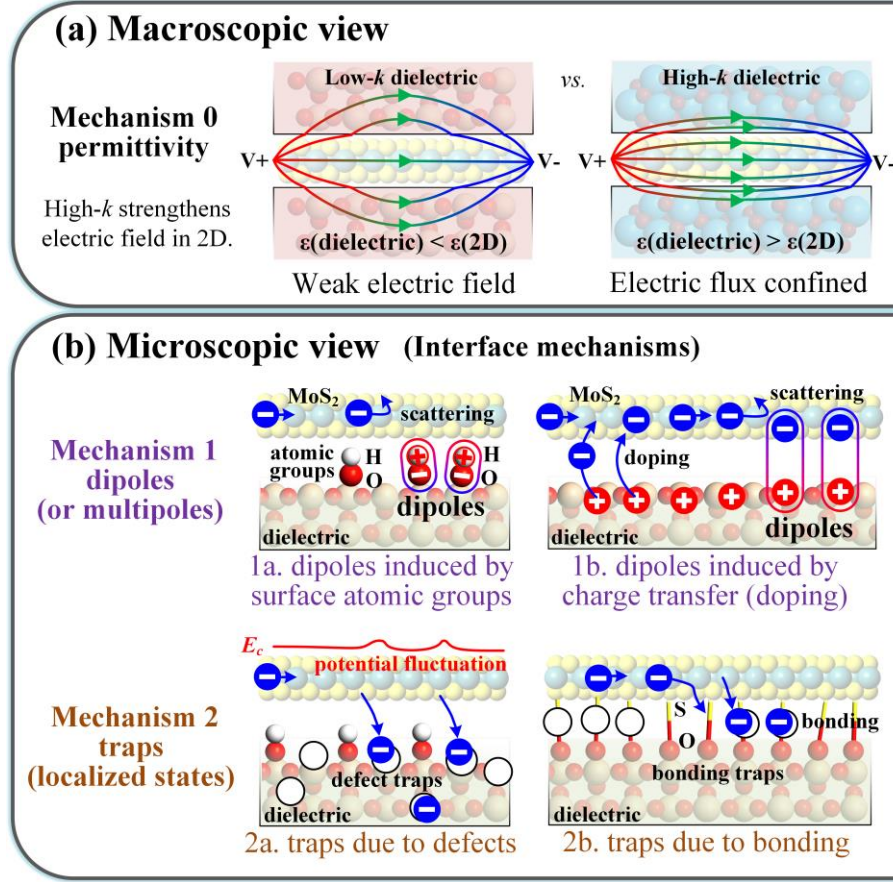 (a) Macroscopic view
Low-k dielectric
vs.
High-k dielectric
Mechanism 0
permittivity
V+
V-
V+
V-
High-k strengthens
electric field in 2D.
ε(dielectric) < ε(2D)
ε(dielectric) > ε(2D)
Weak electric field
Electric flux confined
(b) Microscopic view (Interface mechanisms)
Mechanism 1
dipoles
(or multipoles)
MoS₂
scattering
atomic
groups
H
O
H
O
dipoles
dielectric
1a. dipoles induced by
surface atomic groups
MoS₂
scattering
doping
dipoles
dielectric
1b. dipoles induced by
charge transfer (doping)
Mechanism 2
traps
(localized states)
Ec
potential fluctuation
defect traps
dielectric
2a. traps due to defects
S
O
bonding
bonding traps
dielectric
2b. traps due to bonding